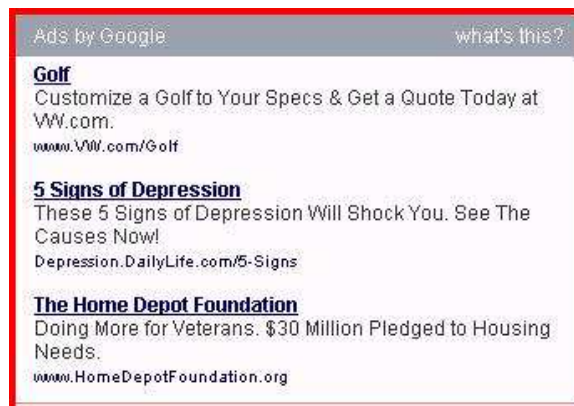 Ads by Google what's this?
Golf
Customize a Golf to Your Specs & Get a Quote Today at
VW.com.
www.VW.com/Golf
5 Signs of Depression
These 5 Signs of Depression Will Shock You. See The
Causes Now!
Depression.DailyLife.com/5-Signs
The Home Depot Foundation
Doing More for Veterans. $30 Million Pledged to Housing
Needs.
www.HomeDepotFoundation.org